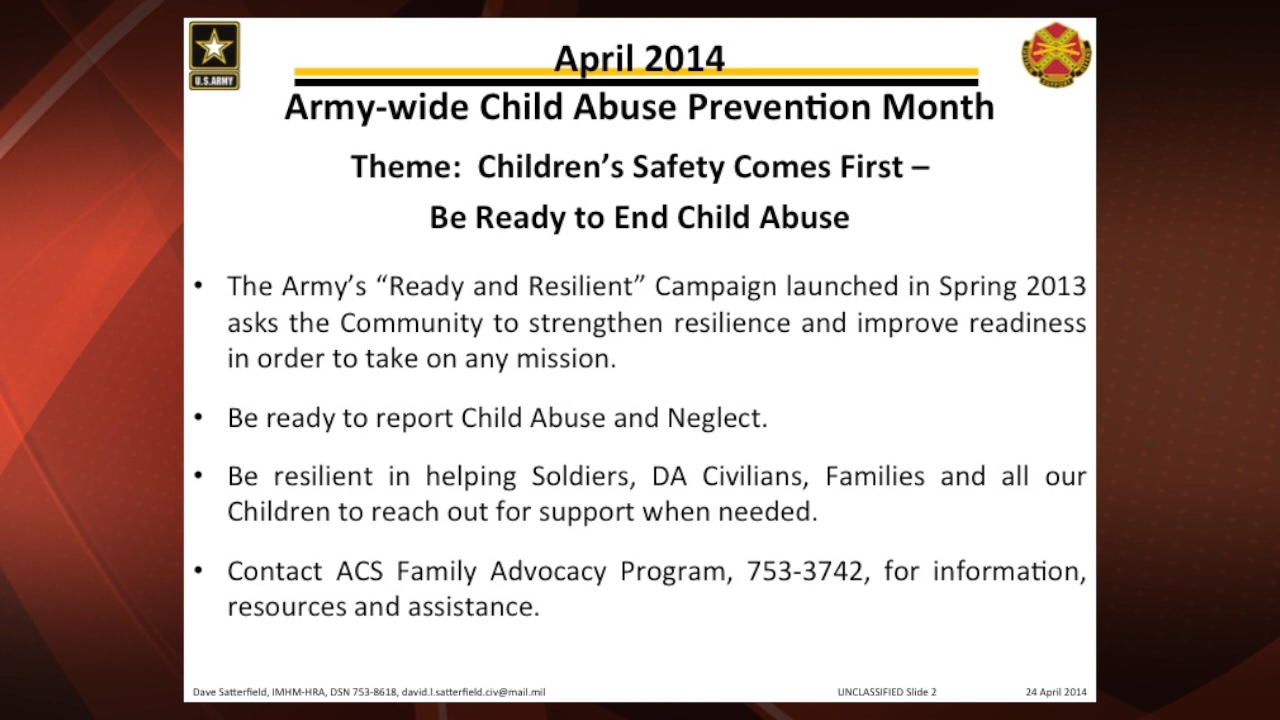 U.S.ARMY
April 2014
Army-wide Child Abuse Prevention Month
Theme: Children’s Safety Comes First –
Be Ready to End Child Abuse
• The Army’s “Ready and Resilient” Campaign launched in Spring 2013
asks the Community to strengthen resilience and improve readiness
in order to take on any mission.
• Be ready to report Child Abuse and Neglect.
• Be resilient in helping Soldiers, DA Civilians, Families and all our
Children to reach out for support when needed.
• Contact ACS Family Advocacy Program, 753-3742, for information,
resources and assistance.
Dave Satterfield, IMHM-HRA, DSN 753-8618, david.l.satterfield.civ@mail.mil UNCLASSIFIED Slide 2 24 April 2014